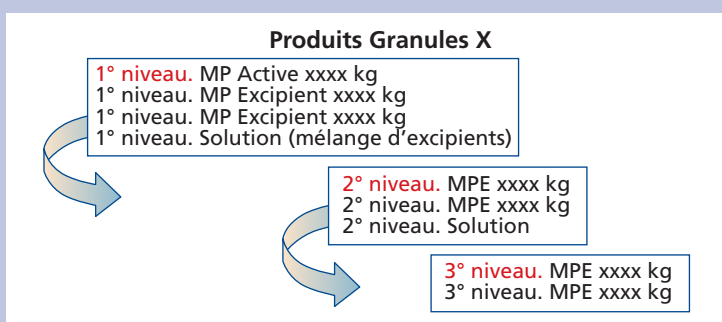 Produits Granules X
1° niveau. MP Active xxxx kg
1° niveau. MP Excipient xxxx kg
1° niveau. MP Excipient xxxx kg
1° niveau. Solution (mélange d’excipients)
2° niveau. MPE xxxx kg
2° niveau. MPE xxxx kg
2° niveau. Solution
3° niveau. MPE xxxx kg
3° niveau. MPE xxxx kg